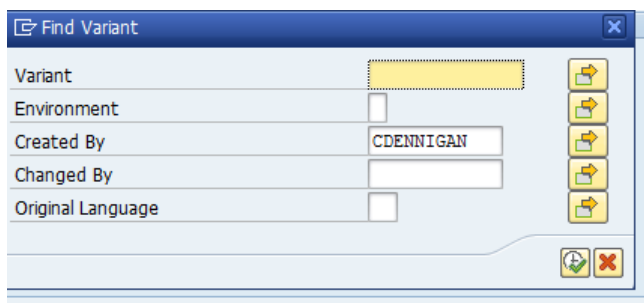 Find Variant
Variant
Environment
Created By CDENNIGAN
Changed By
Original Language